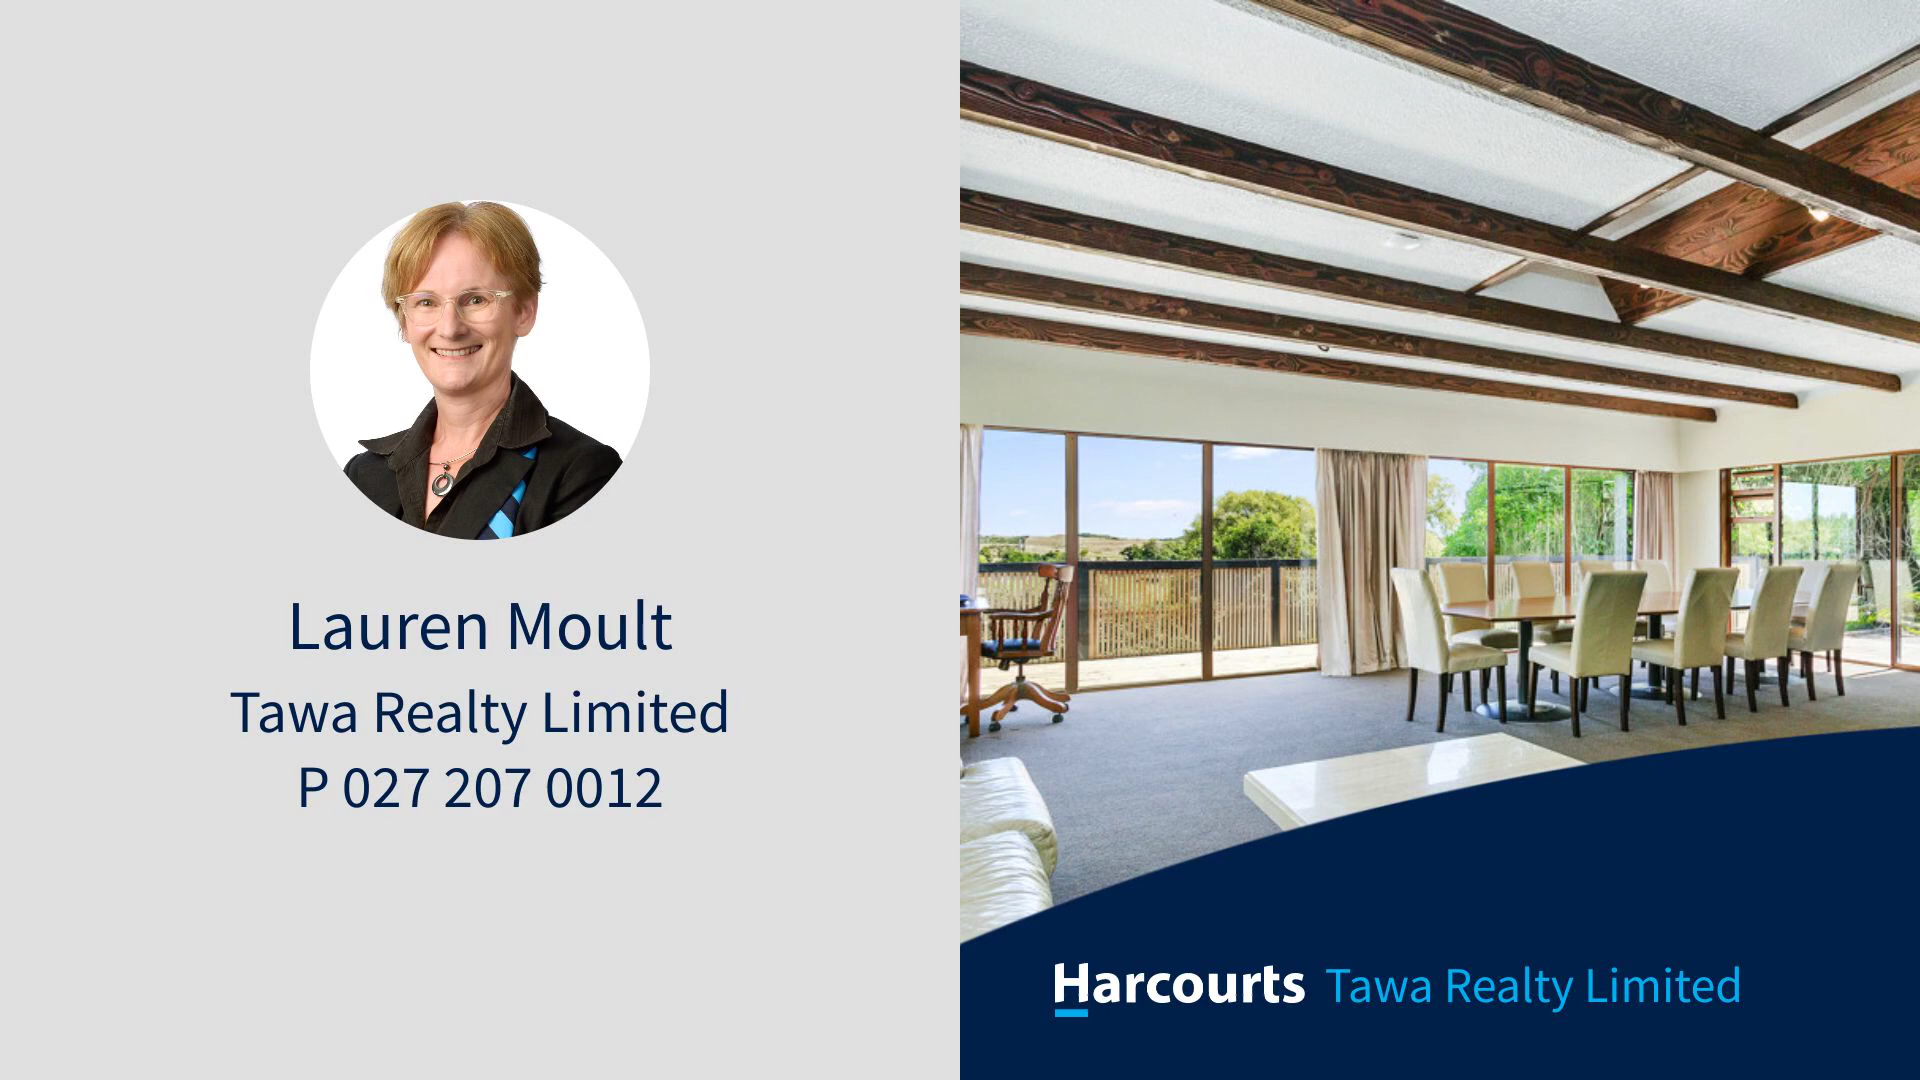 Lauren Moult
Tawa Realty Limited
P 027 207 0012
Harcourts Tawa Realty Limited